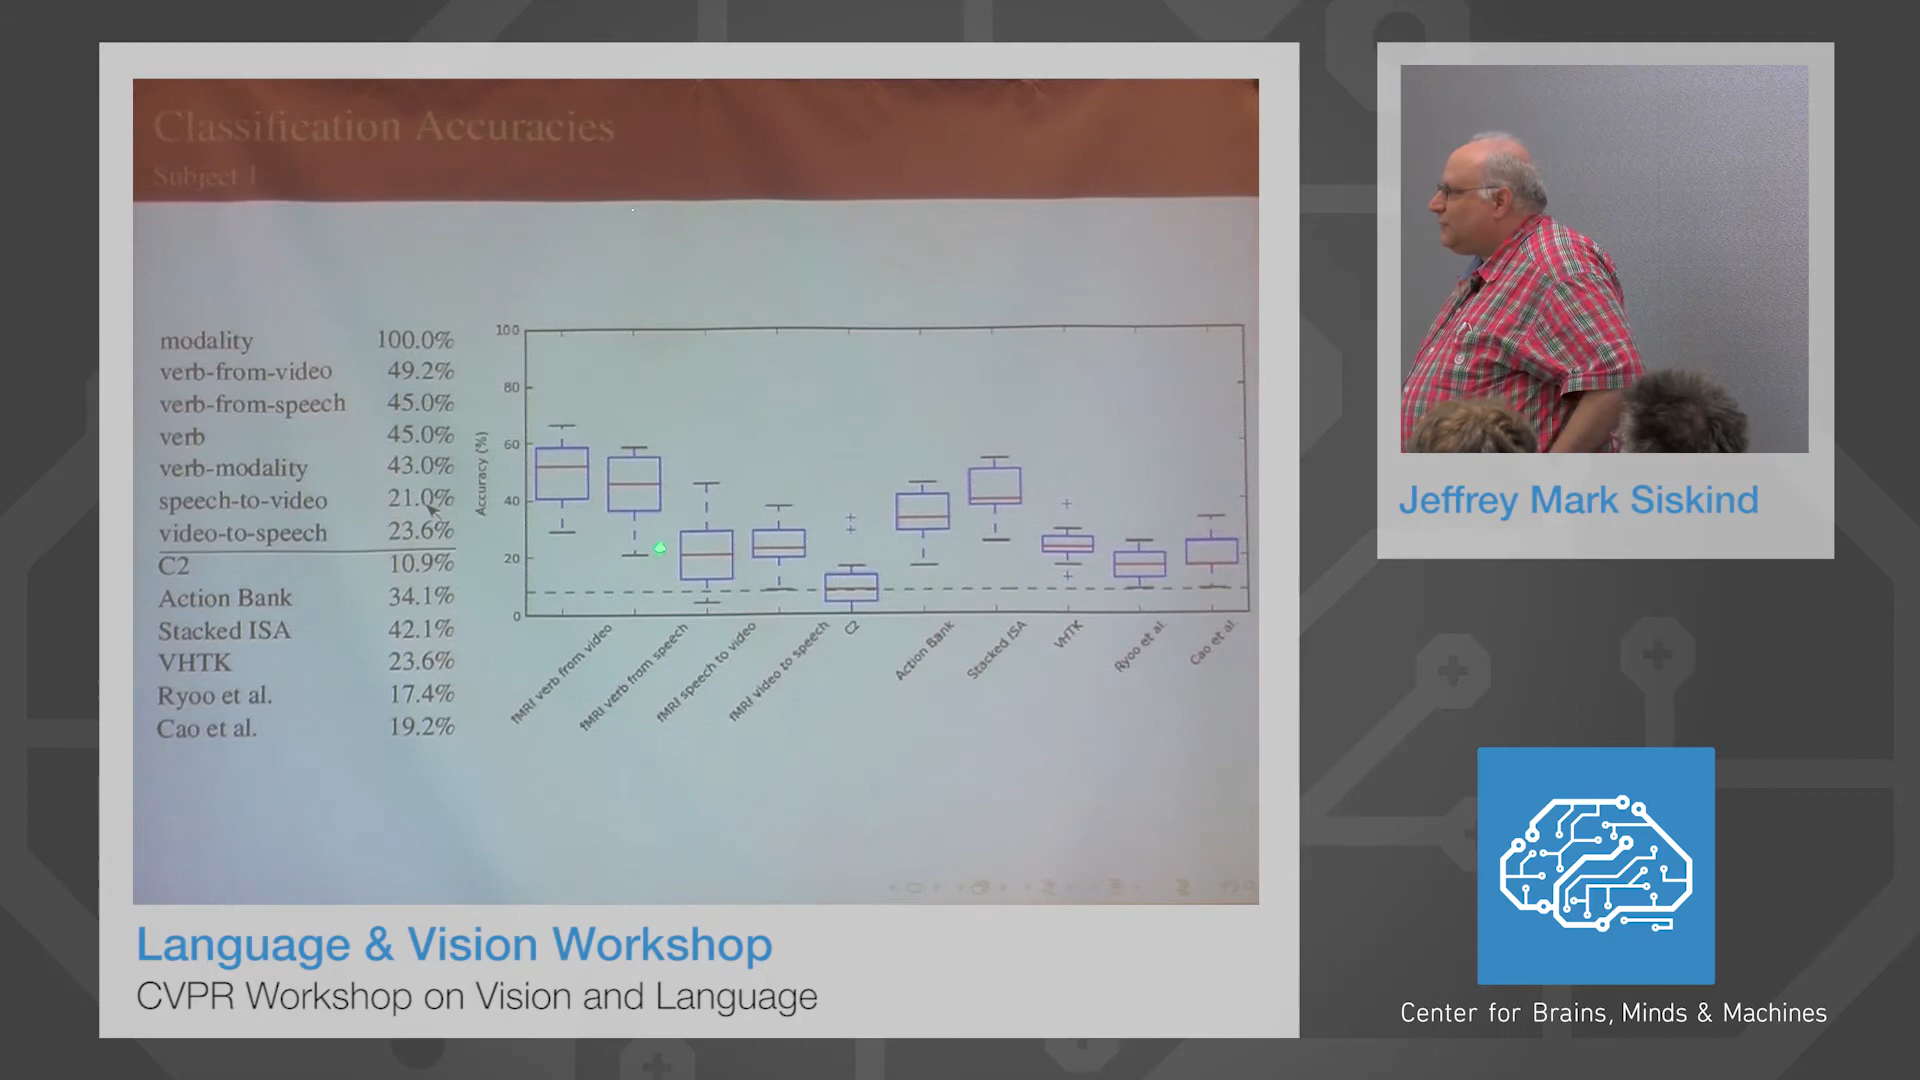 Classification Accuracies
Subject 1
modality 100.0%
verb-from-video 49.2%
verb-from-speech 45.0%
verb 45.0%
verb-modality 43.0%
speech-to-video 21.0%
video-to-speech 23.6%
C2 10.9%
Action Bank 34.1%
Stacked ISA 42.1%
VHTK 23.6%
Ryoo et al. 17.4%
Cao et al. 19.2%
Accuracy (%)
100
80
60
40
20
0
fMRI verb from video
fMRI verb from speech
fMRI speech to video
fMRI video to speech
C2
Action Bank
Stacked ISA
VHTK
Ryoo et al.
Cao et al.
Jeffrey Mark Siskind
Language & Vision Workshop
CVPR Workshop on Vision and Language
Center for Brains, Minds & Machines